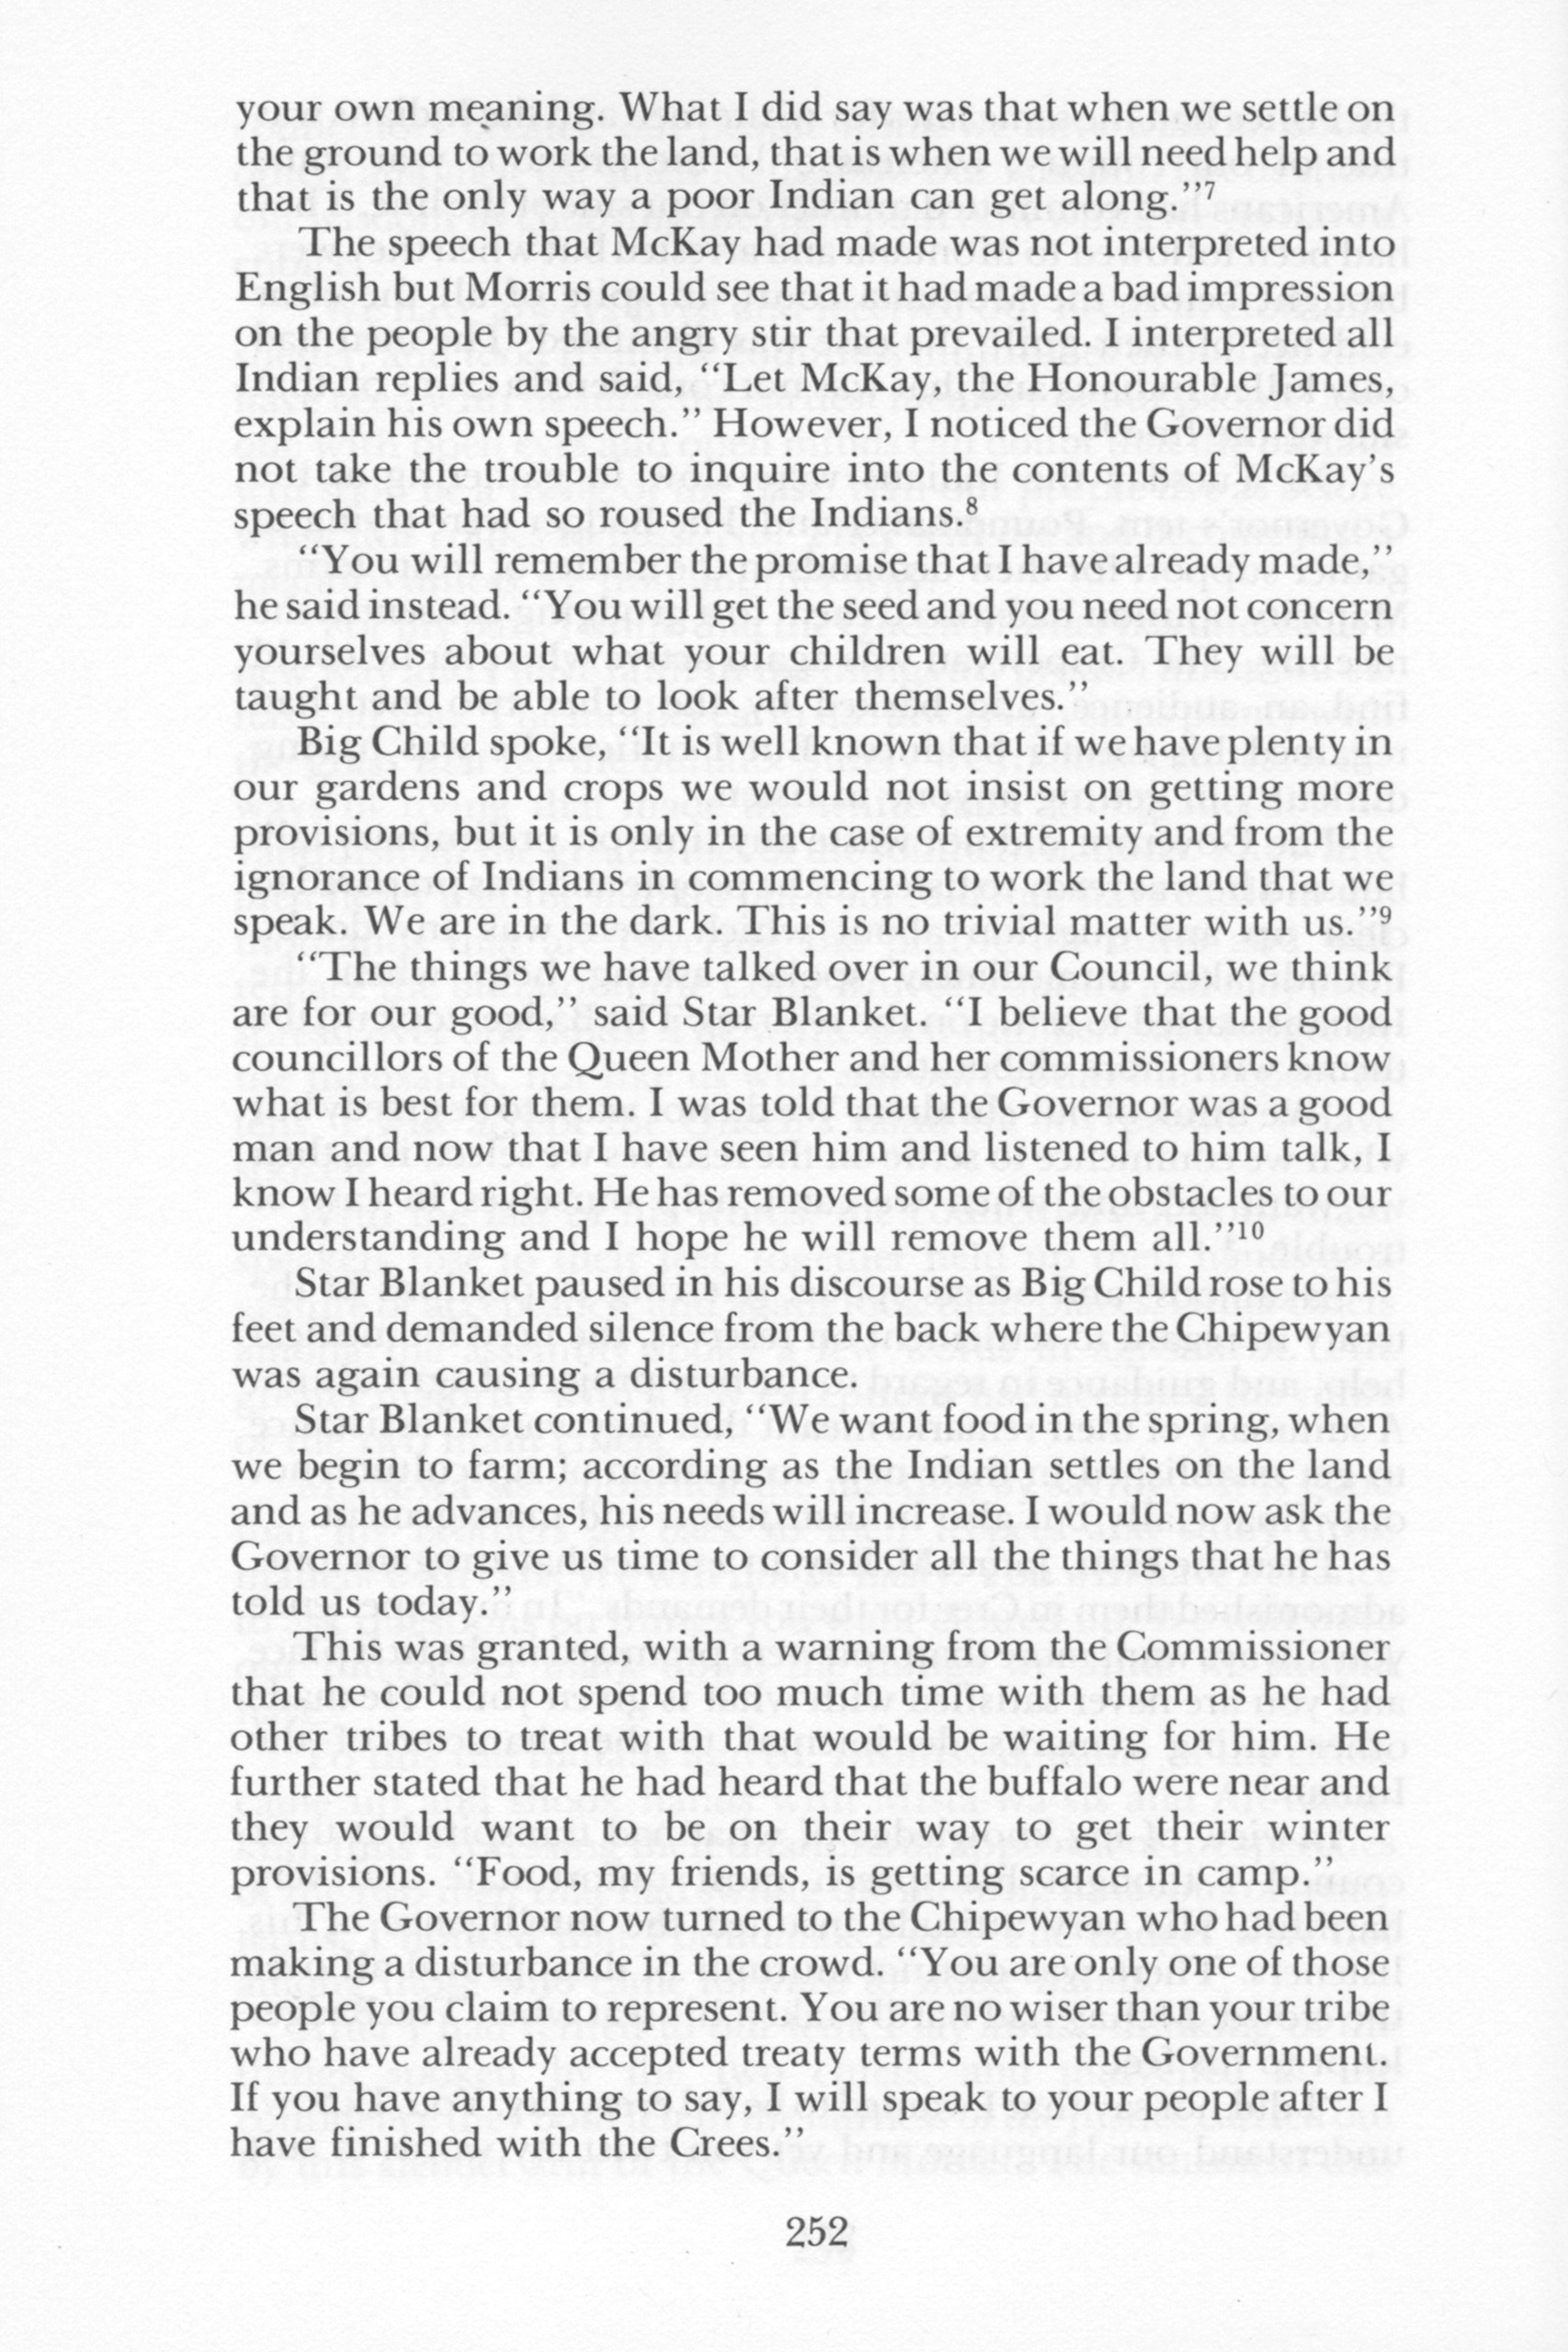 your own meaning. What I did say was that when we settle on
the ground to work the land, that is when we will need help and
that is the only way a poor Indian can get along."7
The speech that McKay had made was not interpreted into
English but Morris could see that it had made a bad impression
on the people by the angry stir that prevailed. I interpreted all
Indian replies and said, "Let McKay, the Honourable James,
explain his own speech." However, I noticed the Governor did
not take the trouble to inquire into the contents of McKay's
speech that had so roused the Indians.8
"You will remember the promise that I have already made,"
he said instead. "You will get the seed and you need not concern
yourselves about what your children will eat. They will be
taught and be able to look after themselves."
Big Child spoke, "It is well known that if we have plenty in
our gardens and crops we would not insist on getting more
provisions, but it is only in the case of extremity and from the
ignorance of Indians in commencing to work the land that we
speak. We are in the dark. This is no trivial matter with us."9
"The things we have talked over in our Council, we think
are for our good," said Star Blanket. "I believe that the good
councillors of the Queen Mother and her commissioners know
what is best for them. I was told that the Governor was a good
man and now that I have seen him and listened to him talk, I
know I heard right. He has removed some of the obstacles to our
understanding and I hope he will remove them all."10
Star Blanket paused in his discourse as Big Child rose to his
feet and demanded silence from the back where the Chipewyan
was again causing a disturbance.
Star Blanket continued, "We want food in the spring, when
we begin to farm; according as the Indian settles on the land
and as he advances, his needs will increase. I would now ask the
Governor to give us time to consider all the things that he has
told us today."
This was granted, with a warning from the Commissioner
that he could not spend too much time with them as he had
other tribes to treat with that would be waiting for him. He
further stated that he had heard that the buffalo were near and
they would want to be on their way to get their winter
provisions. "Food, my friends, is getting scarce in camp."
The Governor now turned to the Chipewyan who had been
making a disturbance in the crowd. "You are only one of those
people you claim to represent. You are no wiser than your tribe
who have already accepted treaty terms with the Government.
If you have anything to say, I will speak to your people after I
have finished with the Crees."
252